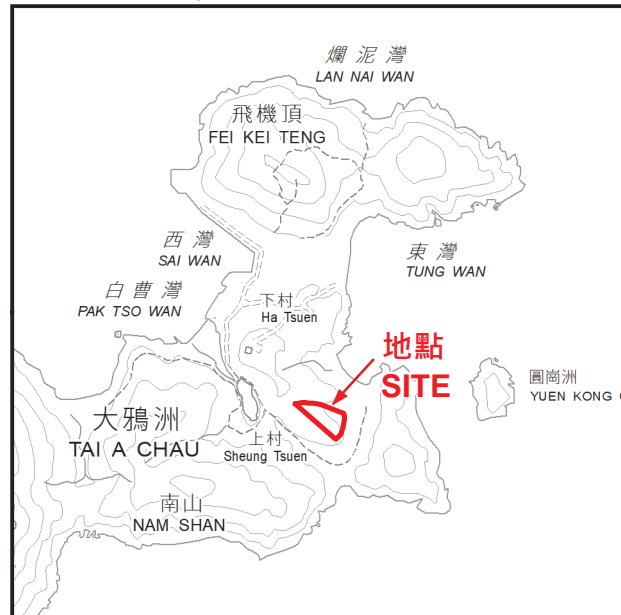 爛泥灣
LAN NAI WAN
飛機頂
FEI KEI TENG
西灣
SAI WAN
東灣
TUNG WAN
白曹灣
PAK TSO WAN
下村
Ha Tsuen
地點
SITE
圓崗洲
YUEN KONG
大鴉洲
TAI A CHAU
上村
Sheung Tsuen
南山
NAM SHAN